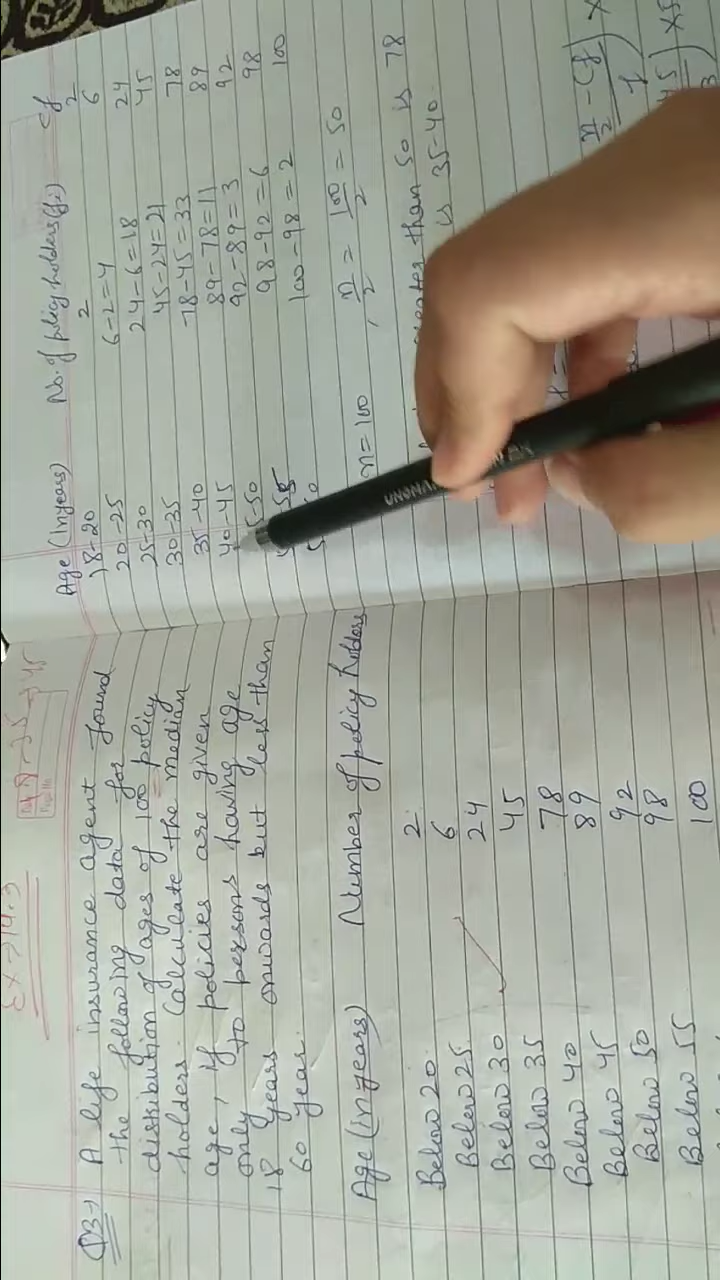 Ex → 14.3
Q3→ A life insurance agent found
the following data for
distribution of ages of 100 policy
holders. Calculate the median
age, if policies are given
only to persons having age
18 years onwards but less than
60 year.
Age (in years) Number of policy holders
Below 20 2
Below 25 6
Below 30 24
Below 35 45
Below 40 78
Below 45 89
Below 50 92
Below 55 98
100
Age (In years) No. of policy holders (fi) Cf
18-20 2 2
20-25 6-2=4 6
25-30 24-6=18 24
30-35 45-24=21 45
35-40 78-45=33 78
40-45 89-78=11 89
-50 92-89=3 92
55 98-92=6 98
100-98=2 100
n=100, n/2 = 100/2 = 50
greater than 50 is 78
is 35-40.
n/2 - Cf
f
UNOMAX